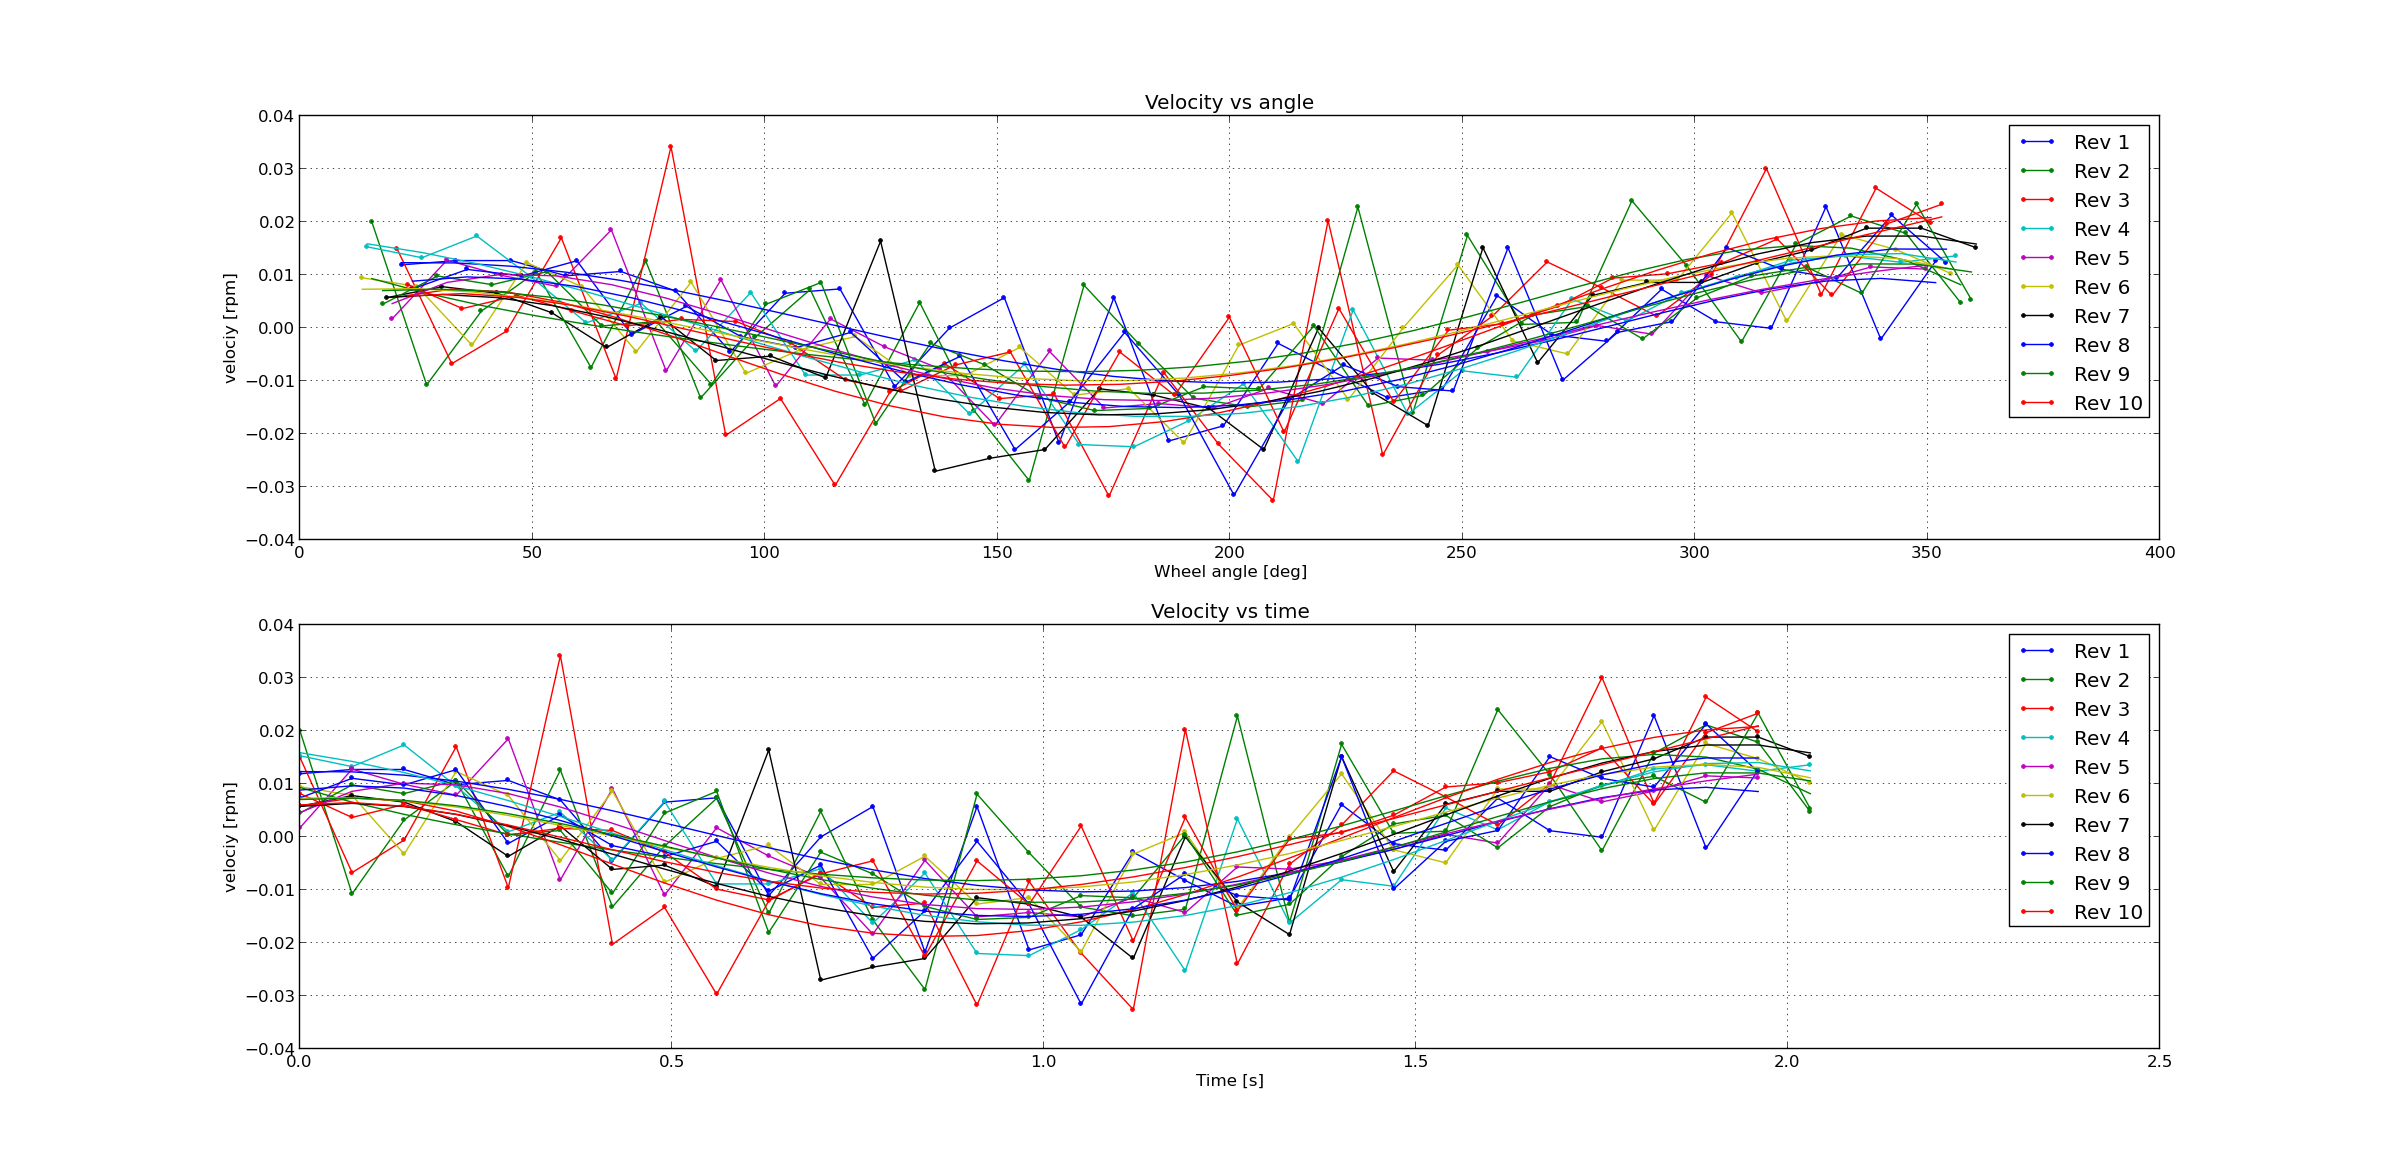 Velocity vs angle
0.04
0.03
0.02
0.01
0.00
−0.01
−0.02
−0.03
−0.04
velociy [rpm]
0 50 100 150 200 250 300 350 400
Wheel angle [deg]
Rev 1
Rev 2
Rev 3
Rev 4
Rev 5
Rev 6
Rev 7
Rev 8
Rev 9
Rev 10
Velocity vs time
0.04
0.03
0.02
0.01
0.00
−0.01
−0.02
−0.03
−0.04
velociy [rpm]
0.0 0.5 1.0 1.5 2.0 2.5
Time [s]
Rev 1
Rev 2
Rev 3
Rev 4
Rev 5
Rev 6
Rev 7
Rev 8
Rev 9
Rev 10